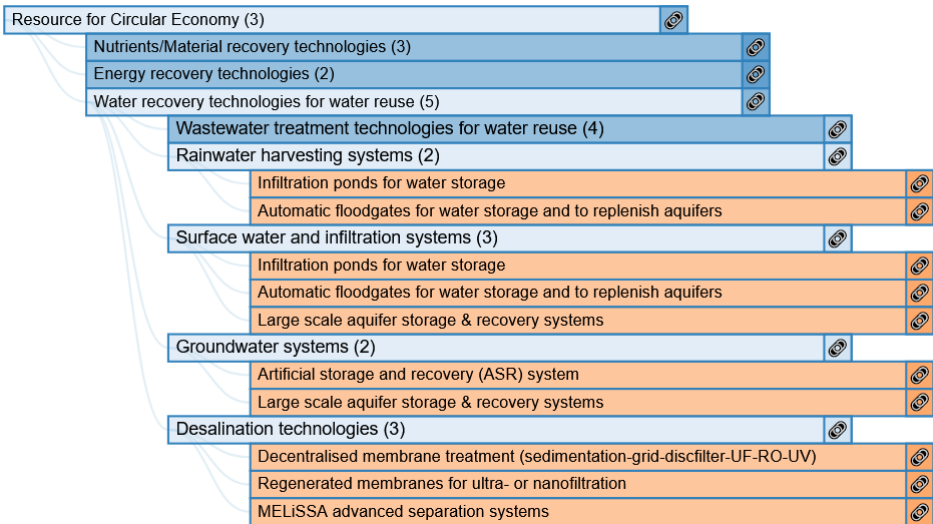 Resource for Circular Economy (3)
Nutrients/Material recovery technologies (3)
Energy recovery technologies (2)
Water recovery technologies for water reuse (5)
Wastewater treatment technologies for water reuse (4)
Rainwater harvesting systems (2)
Infiltration ponds for water storage
Automatic floodgates for water storage and to replenish aquifers
Surface water and infiltration systems (3)
Infiltration ponds for water storage
Automatic floodgates for water storage and to replenish aquifers
Large scale aquifer storage & recovery systems
Groundwater systems (2)
Artificial storage and recovery (ASR) system
Large scale aquifer storage & recovery systems
Desalination technologies (3)
Decentralised membrane treatment (sedimentation-grid-discfilter-UF-RO-UV)
Regenerated membranes for ultra- or nanofiltration
MELiSSA advanced separation systems